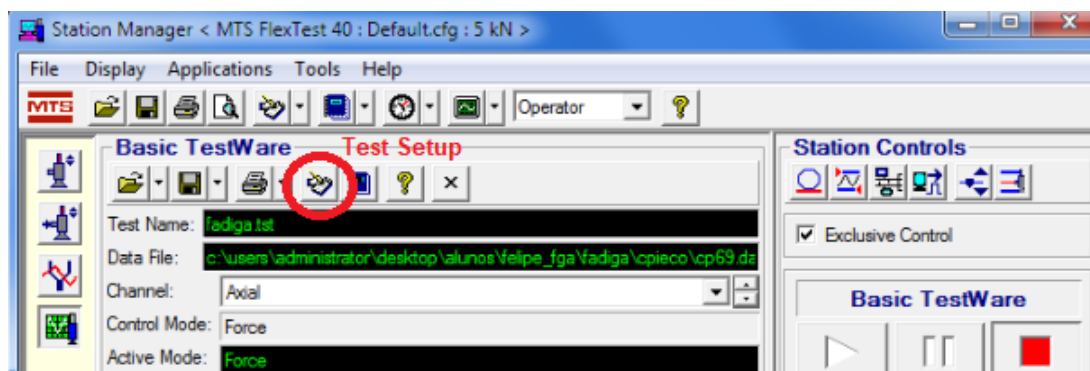 Station Manager < MTS FlexTest 40 : Default.cfg : 5 kN >
File Display Applications Tools Help
MTS Operator
Basic TestWare Test Setup
Station Controls
Test Name: fadiga.tst
Data File: c:\users\administrator\desktop\alunos\felipe_fga\fadiga\cpieco\cp69.da
Exclusive Control
Channel: Axial
Basic TestWare
Control Mode: Force
Active Mode: Force